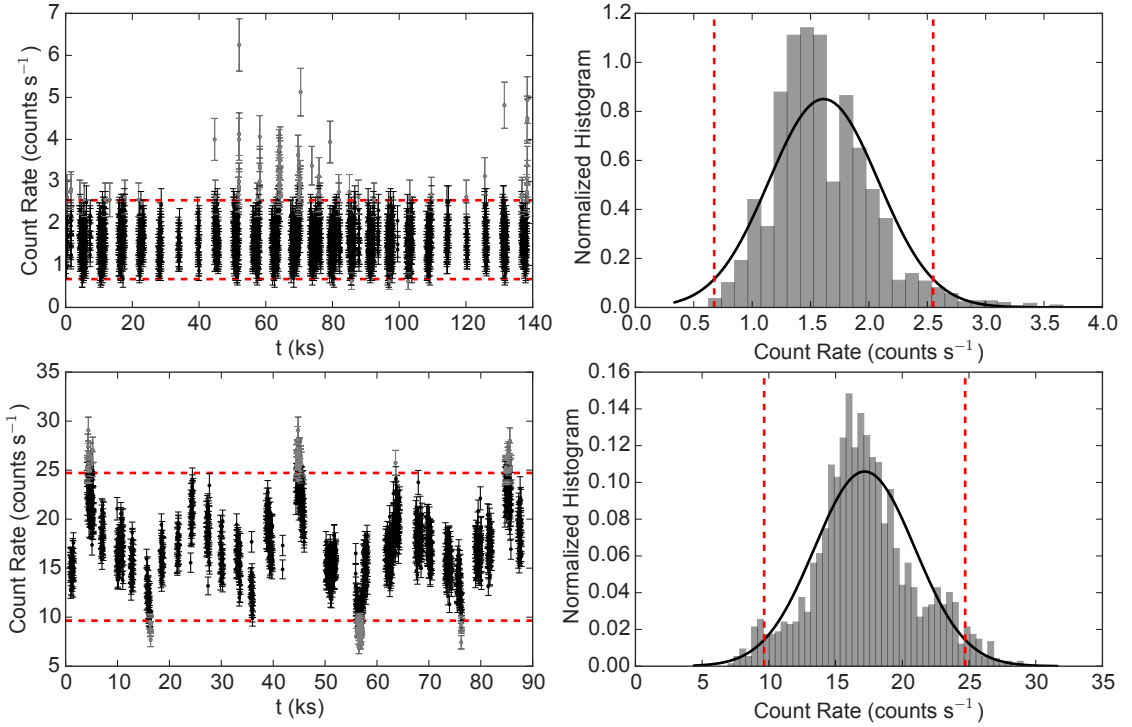 7
6
5
4
3
2
1
0
Count Rate (counts s⁻¹)
0 20 40 60 80 100 120 140
t (ks)
1.2
1.0
0.8
0.6
0.4
0.2
0.0
Normalized Histogram
0.0 0.5 1.0 1.5 2.0 2.5 3.0 3.5 4.0
Count Rate (counts s⁻¹)
35
30
25
20
15
10
5
Count Rate (counts s⁻¹)
0 10 20 30 40 50 60 70 80 90
t (ks)
0.16
0.14
0.12
0.10
0.08
0.06
0.04
0.02
0.00
Normalized Histogram
0 5 10 15 20 25 30 35
Count Rate (counts s⁻¹)